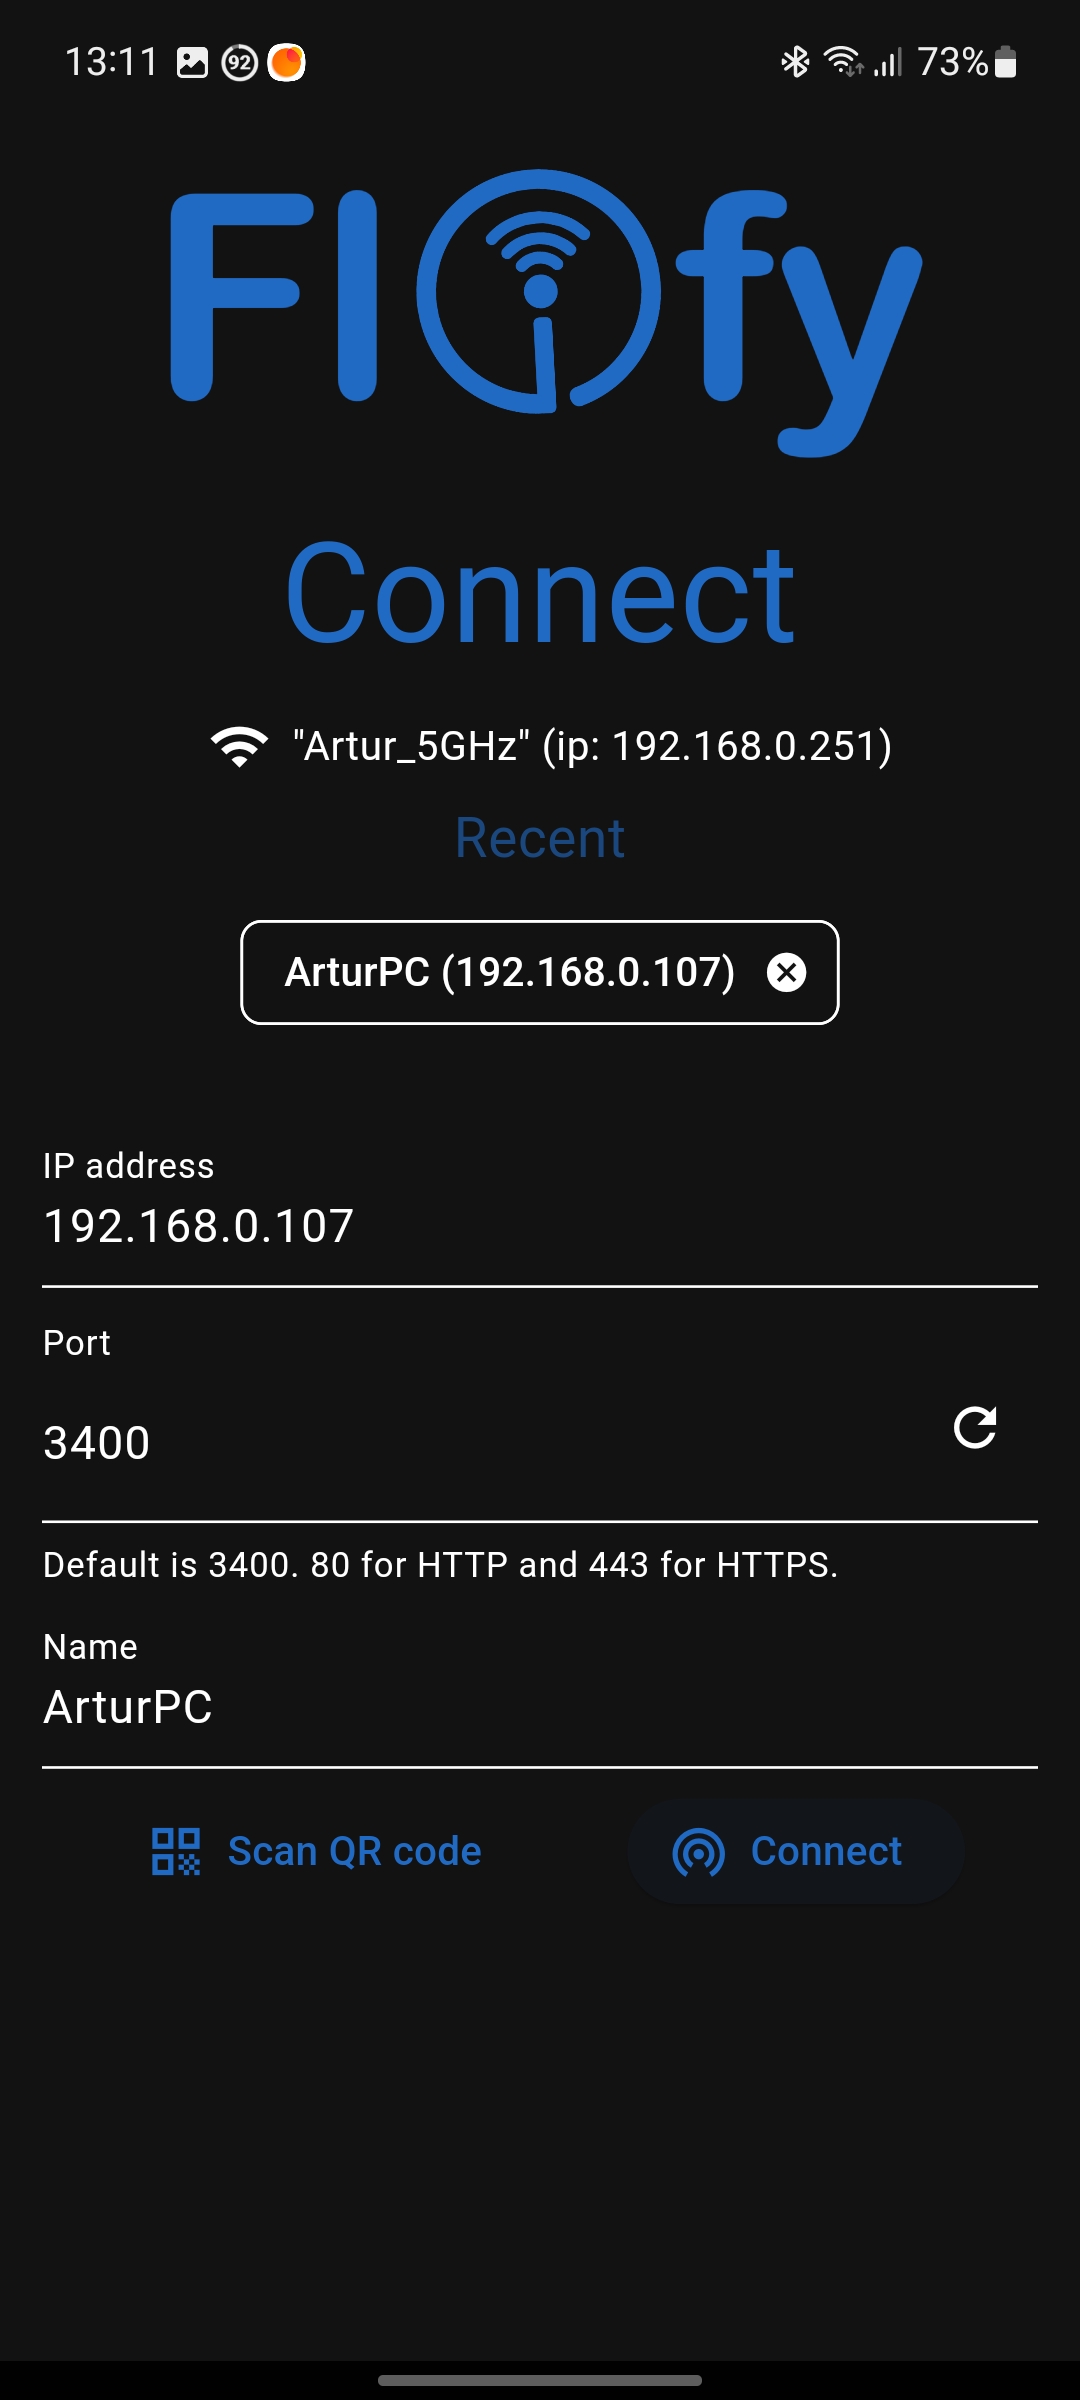 13:11 92 73%
Flofy
Connect
"Artur_5GHz" (ip: 192.168.0.251)
Recent
ArturPC (192.168.0.107)
IP address
192.168.0.107
Port
3400
Default is 3400. 80 for HTTP and 443 for HTTPS.
Name
ArturPC
Scan QR code Connect